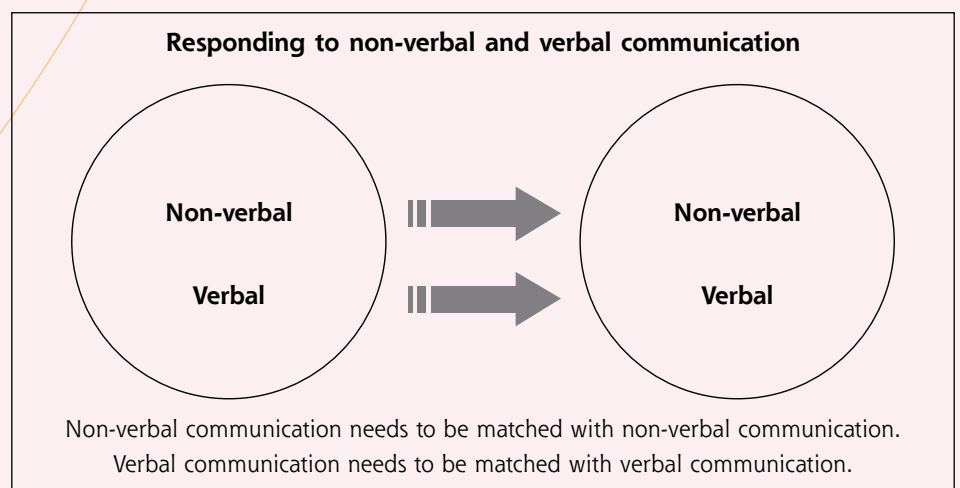 Responding to non-verbal and verbal communication
Non-verbal
Non-verbal
Verbal
Verbal
Non-verbal communication needs to be matched with non-verbal communication.
Verbal communication needs to be matched with verbal communication.